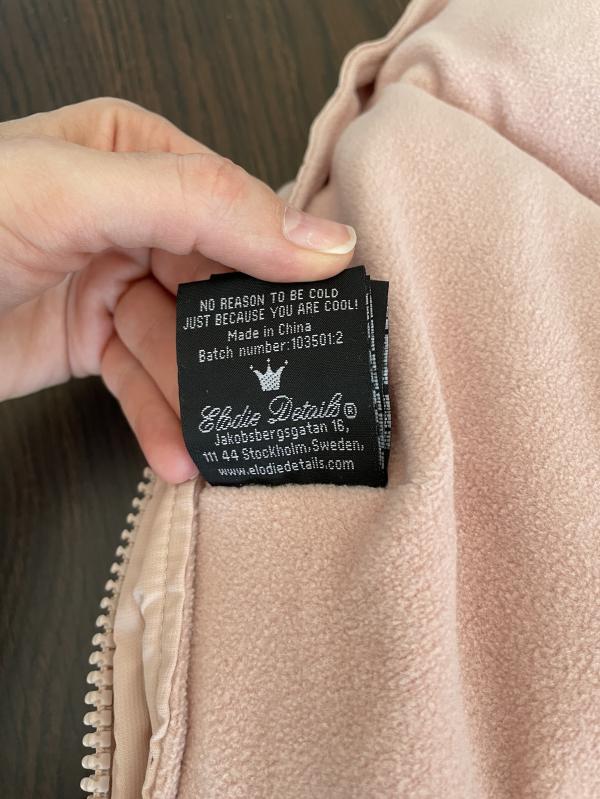 NO REASON TO BE COLD
JUST BECAUSE YOU ARE COOL!
Made in China
Batch number:103501:2
Elodie Details®
Jakobsbergsgatan 16,
111 44 Stockholm,Sweden,
www.elodiedetails.com